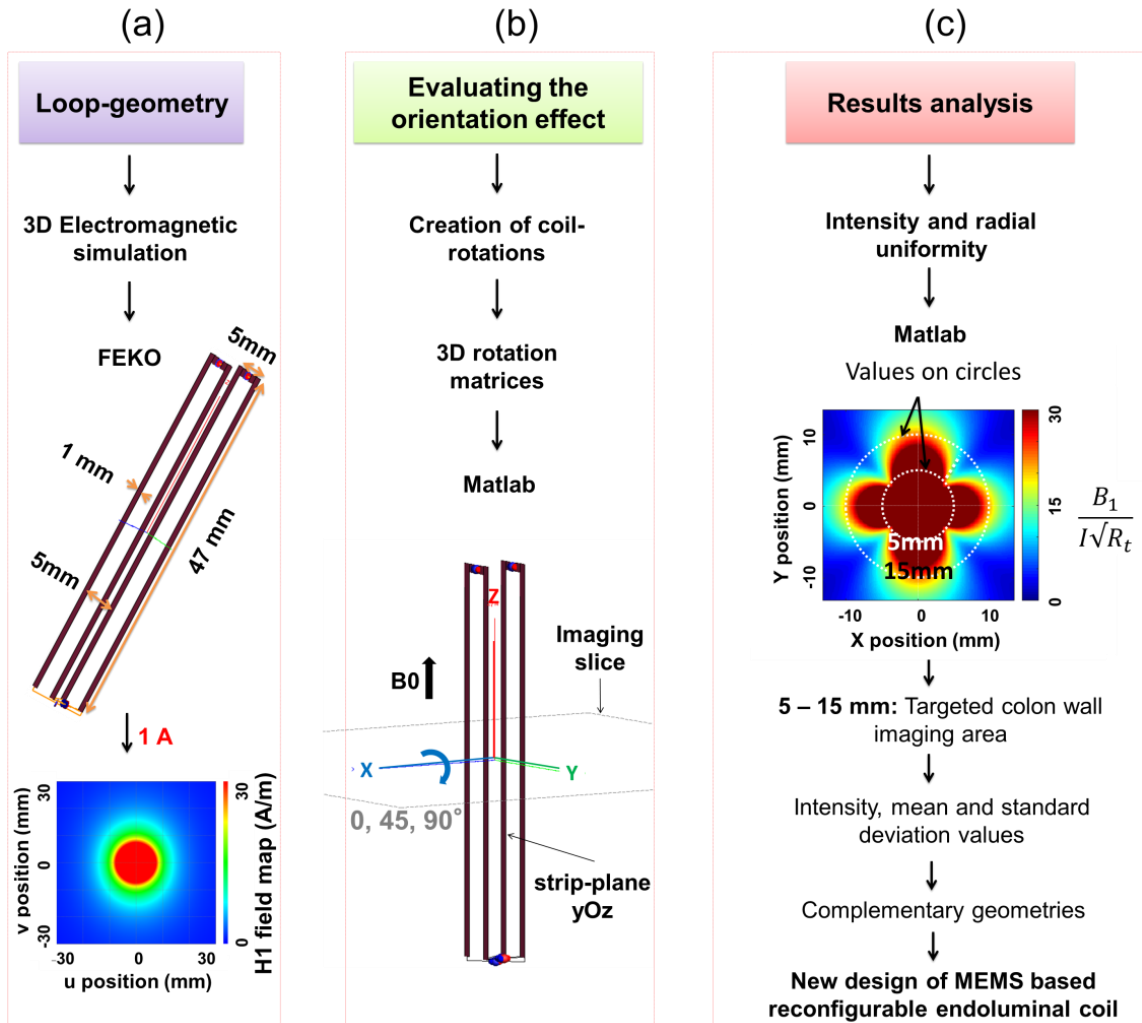 (a)
Loop-geometry
3D Electromagnetic
simulation
FEKO
5mm
1 mm
47 mm
5mm
1 A
v position (mm)
30
0
-30
-30
0
30
u position (mm)
30
0
H1 field map (A/m)
(b)
Evaluating the
orientation effect
Creation of coil-
rotations
3D rotation
matrices
Matlab
Z
B0
Imaging
slice
X
Y
0, 45, 90°
strip-plane
yOz
(c)
Results analysis
Intensity and radial
uniformity
Matlab
Values on circles
Y position (mm)
10
0
-10
5mm
15mm
-10
0
10
X position (mm)
30
15
0
B₁
I√Rₜ
5 – 15 mm: Targeted colon wall
imaging area
Intensity, mean and standard
deviation values
Complementary geometries
New design of MEMS based
reconfigurable endoluminal coil